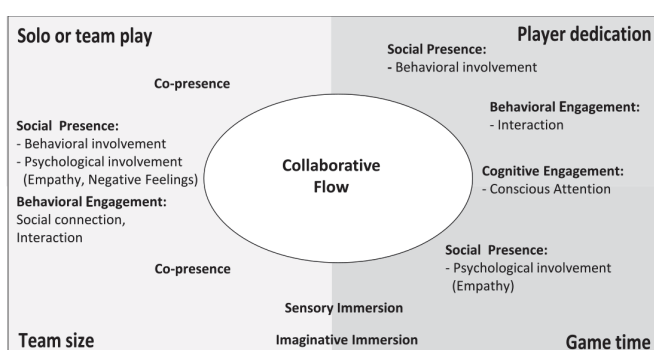 Solo or team play
Player dedication
Social Presence:
- Behavioral involvement
Co-presence
Behavioral Engagement:
- Interaction
Social Presence:
- Behavioral involvement
- Psychological involvement
(Empathy, Negative Feelings)
Behavioral Engagement:
Social connection,
Interaction
Collaborative
Flow
Cognitive Engagement:
- Conscious Attention
Social Presence:
- Psychological involvement
(Empathy)
Co-presence
Sensory Immersion
Imaginative Immersion
Team size
Game time